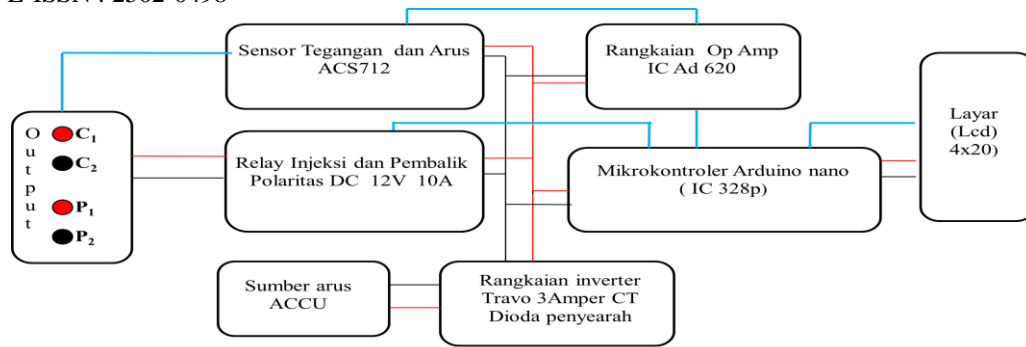 E-ISSN : 2502-0498
Sensor Tegangan dan Arus
ACS712
Rangkaian Op Amp
IC Ad 620
Layar
(Lcd)
4x20)
Output
C1
C2
P1
P2
Relay Injeksi dan Pembalik
Polaritas DC 12V 10A
Mikrokontroler Arduino nano
( IC 328p)
Sumber arus
ACCU
Rangkaian inverter
Travo 3Amper CT
Dioda penyearah